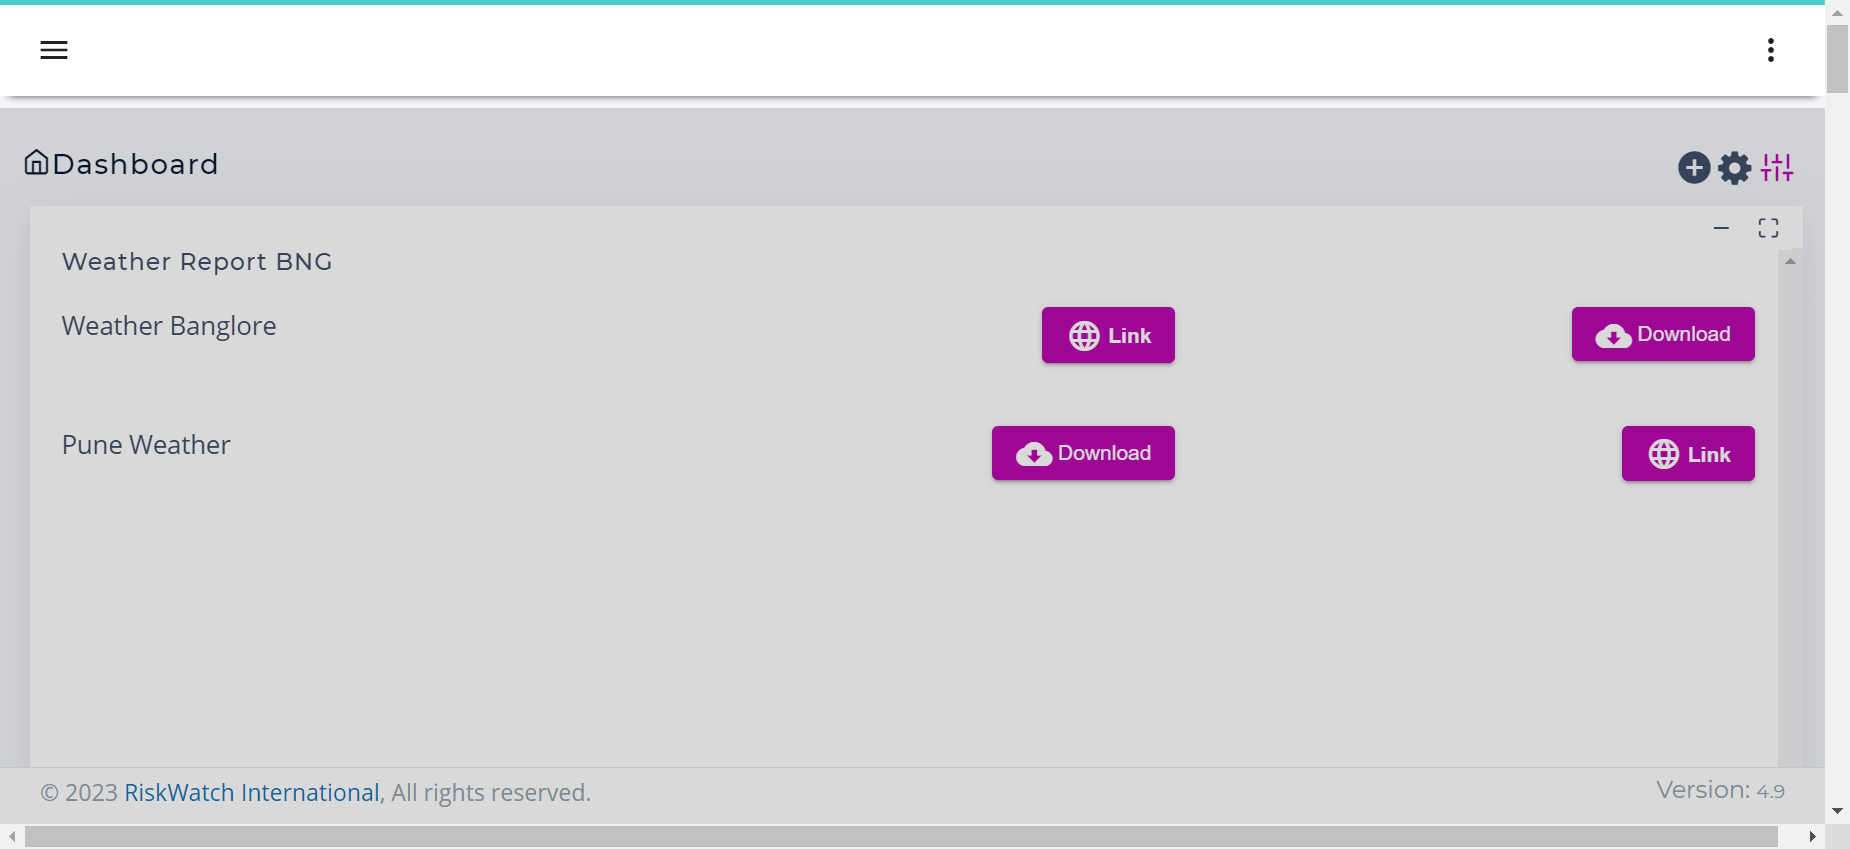 Dashboard
Weather Report BNG
Weather Banglore
Link
Download
Pune Weather
Download
Link
© 2023 RiskWatch International, All rights reserved.
Version: 4.9